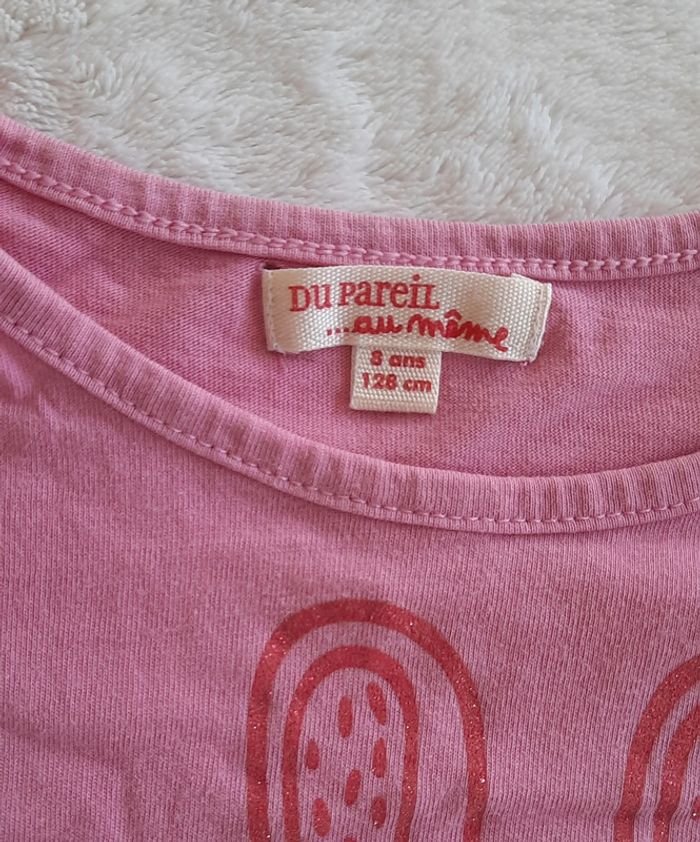 Du Pareil
...au même
8 ans
128 cm